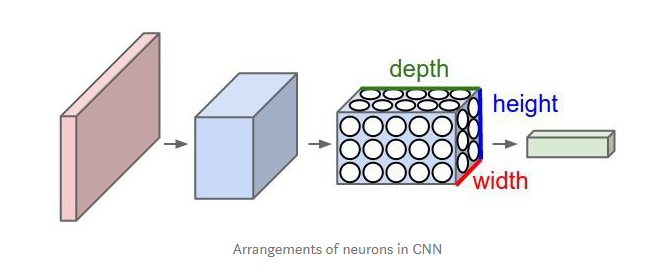 depth
height
width
Arrangements of neurons in CNN